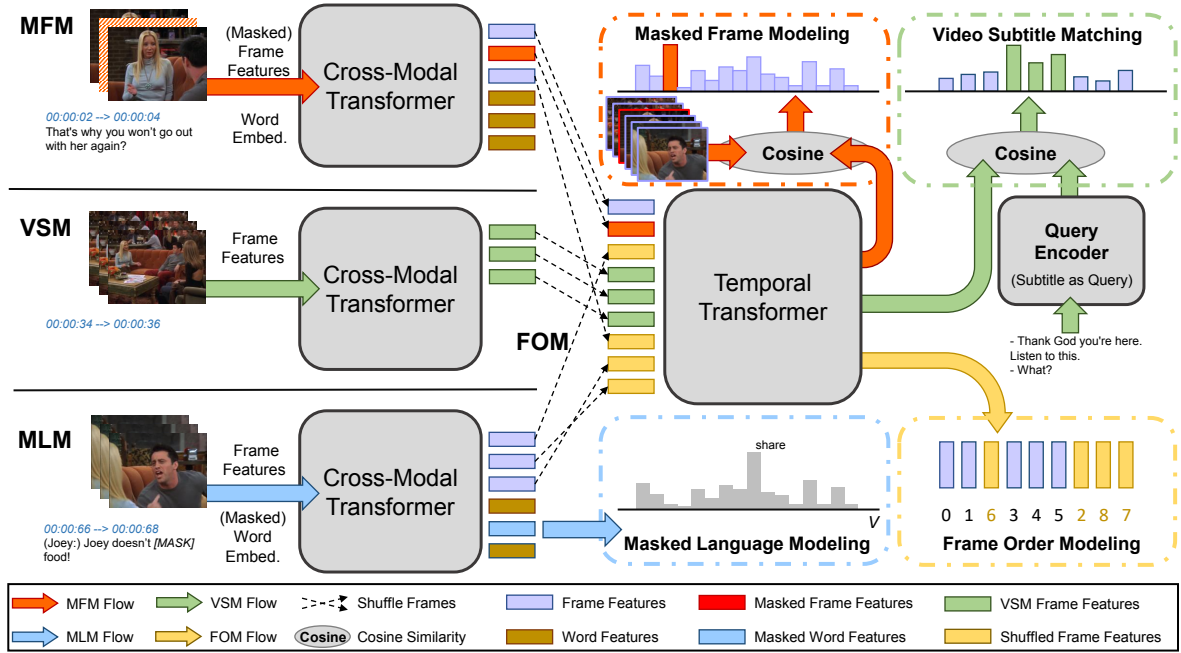 MFM
(Masked)
Frame
Features
Word
Embed.
00:00:02 --> 00:00:04
That's why you won't go out
with her again?
Cross-Modal
Transformer
VSM
Frame
Features
00:00:34 --> 00:00:36
Cross-Modal
Transformer
MLM
Frame
Features
(Masked)
Word
Embed.
00:00:66 --> 00:00:68
(Joey:) Joey doesn't [MASK]
food!
Cross-Modal
Transformer
FOM
Masked Frame Modeling
Cosine
Video Subtitle Matching
Cosine
Temporal
Transformer
Query
Encoder
(Subtitle as Query)
- Thank God you're here.
Listen to this.
- What?
share
V
Masked Language Modeling
0 1 6 3 4 5 2 8 7
Frame Order Modeling
MFM Flow
VSM Flow
Shuffle Frames
Frame Features
Masked Frame Features
VSM Frame Features
MLM Flow
FOM Flow
Cosine
Cosine Similarity
Word Features
Masked Word Features
Shuffled Frame Features